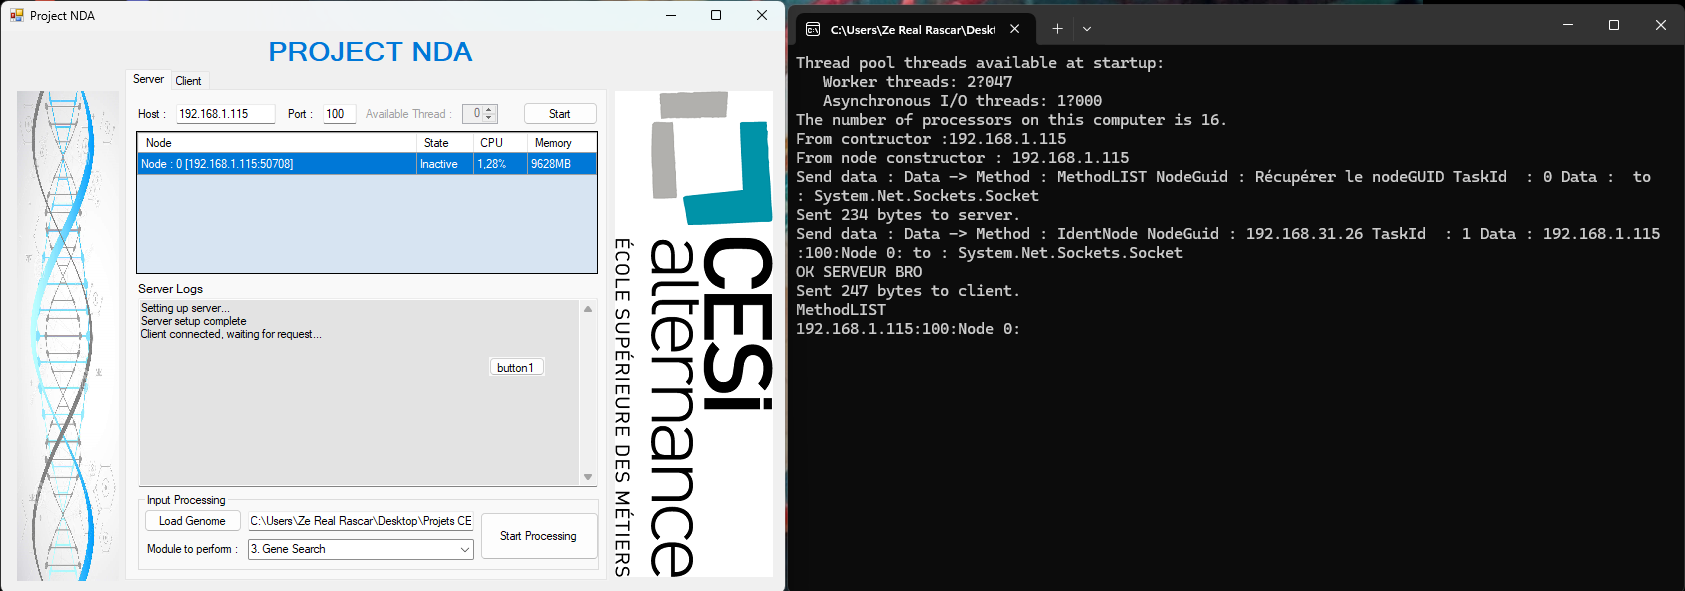 Project NDA
PROJECT NDA
Server Client
Host : 192.168.1.115 Port : 100 Available Thread : 0 Start
Node State CPU Memory
Node : 0 [192.168.1.115:50708] Inactive 1,28% 9628MB
Server Logs
Setting up server...
Server setup complete
Client connected, waiting for request...
button1
Input Processing
Load Genome C:\Users\Ze Real Rascar\Desktop\Projets CE
Module to perform : 3. Gene Search
Start Processing
CESi
alternance
ÉCOLE SUPÉRIEURE DES MÉTIERS
C:\Users\Ze Real Rascar\Deskt
Thread pool threads available at startup:
Worker threads: 2?047
Asynchronous I/O threads: 1?000
The number of processors on this computer is 16.
From contructor :192.168.1.115
From node constructor : 192.168.1.115
Send data : Data -> Method : MethodLIST NodeGuid : Récupérer le nodeGUID TaskId  : 0 Data :  to
: System.Net.Sockets.Socket
Sent 234 bytes to server.
Send data : Data -> Method : IdentNode NodeGuid : 192.168.31.26 TaskId  : 1 Data : 192.168.1.115
:100:Node 0: to : System.Net.Sockets.Socket
OK SERVEUR BRO
Sent 247 bytes to client.
MethodLIST
192.168.1.115:100:Node 0: